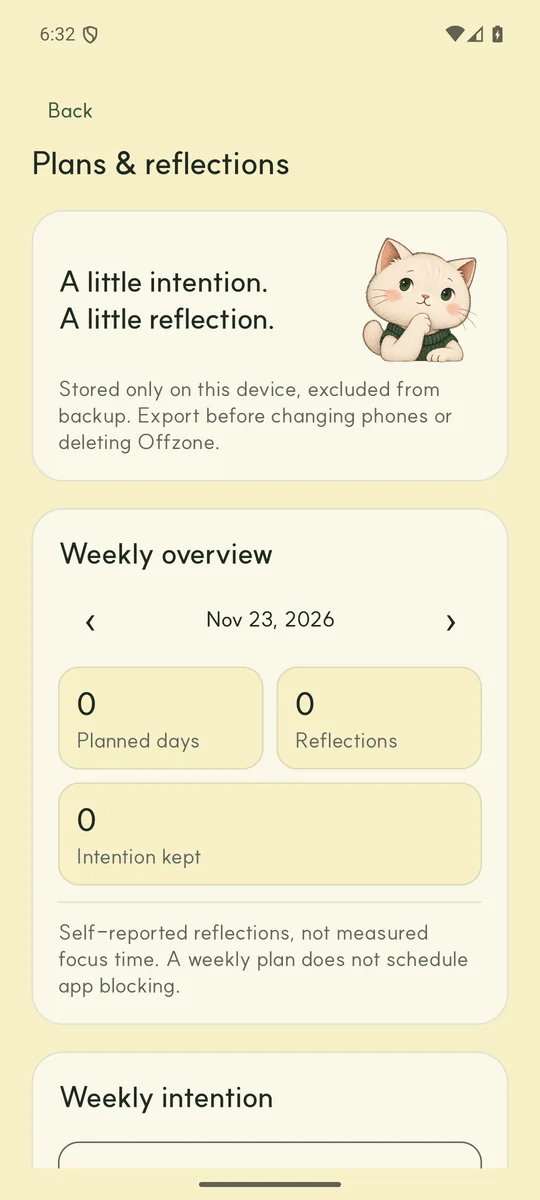 6:32
Back
Plans & reflections
A little intention.
A little reflection.
Stored only on this device, excluded from
backup. Export before changing phones or
deleting Offzone.
Weekly overview
‹ Nov 23, 2026 ›
0
Planned days
0
Reflections
0
Intention kept
Self-reported reflections, not measured
focus time. A weekly plan does not schedule
app blocking.
Weekly intention